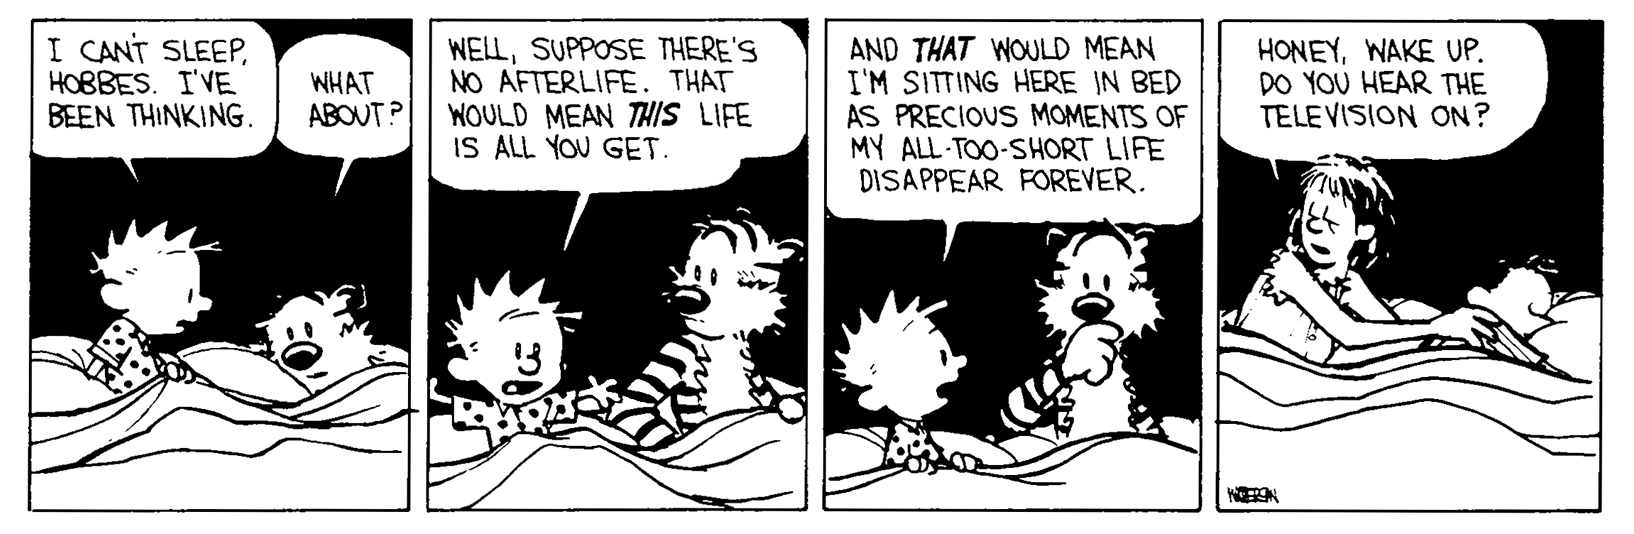 I CAN'T SLEEP,
HOBBES. I'VE
BEEN THINKING.
WHAT
ABOUT?
WELL, SUPPOSE THERE'S
NO AFTERLIFE. THAT
WOULD MEAN THIS LIFE
IS ALL YOU GET.
AND THAT WOULD MEAN
I'M SITTING HERE IN BED
AS PRECIOUS MOMENTS OF
MY ALL-TOO-SHORT LIFE
DISAPPEAR FOREVER.
HONEY, WAKE UP.
DO YOU HEAR THE
TELEVISION ON?
WATTERSON